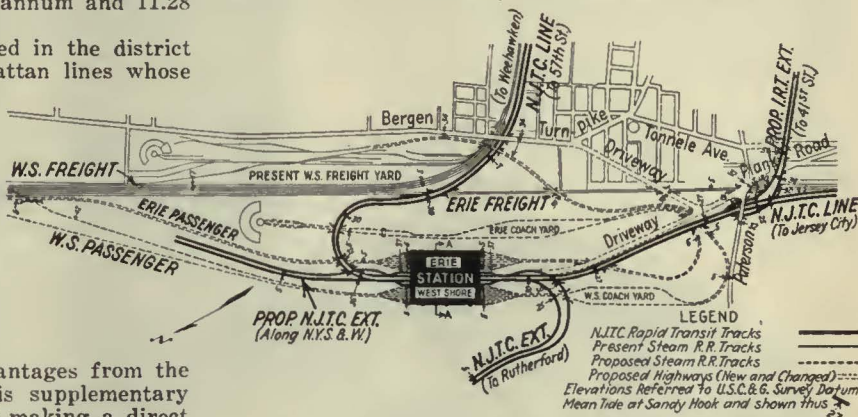 annum and 11.28
ed in the district
attan lines whose
(to Weehawken)
N.J.T.C. LINE
(To 57th St.)
PROP. I.R.T. EXT.
(To 41st St.)
Bergen
Turn pike
Tonnele Ave.
Driveway
Plank Road
W.S. FREIGHT
PRESENT W.S. FREIGHT YARD
ERIE FREIGHT
ERIE PASSENGER
W.S. PASSENGER
ERIE COACH YARD
Driveway
Paterson
N.J.T.C. LINE
(To Jersey City)
A
ERIE
STATION
WEST SHORE
A
W.S. COACH YARD
PROP. N.J.T.C. EXT.
(Along N.Y.S. & W.)
N.J.T.C. EXT.
(To Rutherford)
LEGEND
N.J.T.C. Rapid Transit Tracks
Present Steam R.R. Tracks
Proposed Steam R.R. Tracks
Proposed Highways (New and Changed)
Elevations Referred to U.S.C.& G. Survey Datum
Mean Tide at Sandy Hook and shown thus
antages from the
is supplementary
making a direct